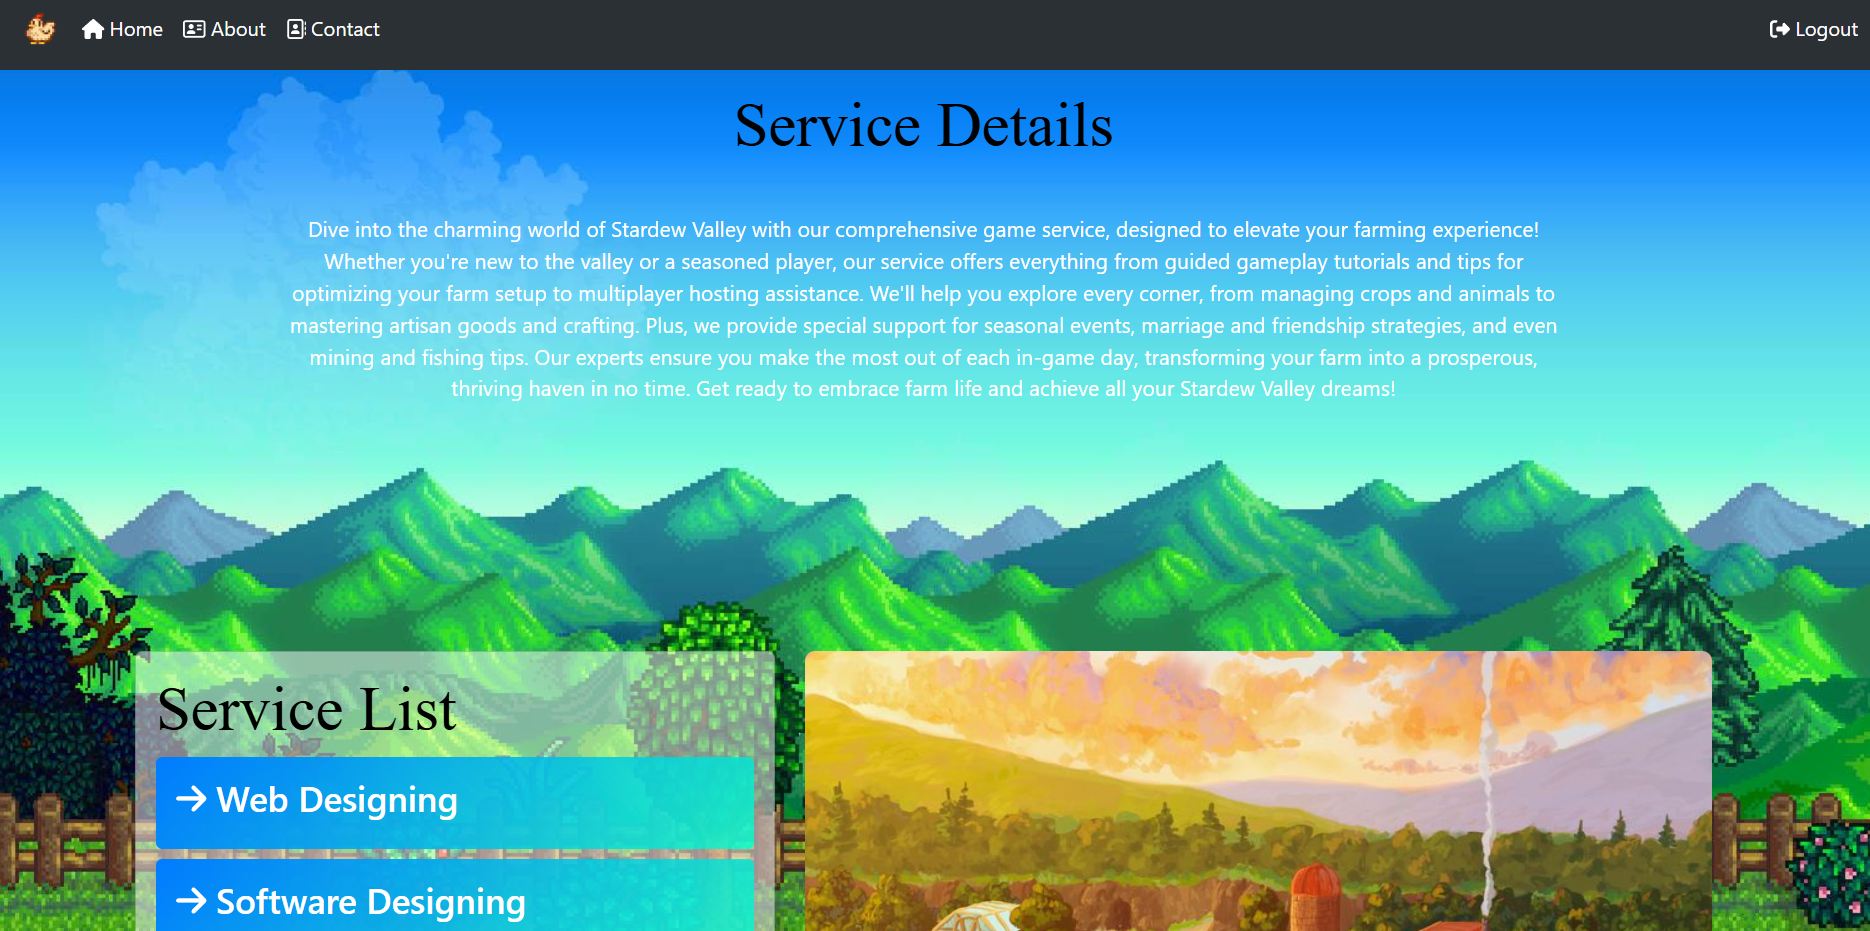 Home About Contact Logout
Service Details
Dive into the charming world of Stardew Valley with our comprehensive game service, designed to elevate your farming experience!
Whether you're new to the valley or a seasoned player, our service offers everything from guided gameplay tutorials and tips for
optimizing your farm setup to multiplayer hosting assistance. We'll help you explore every corner, from managing crops and animals to
mastering artisan goods and crafting. Plus, we provide special support for seasonal events, marriage and friendship strategies, and even
mining and fishing tips. Our experts ensure you make the most out of each in-game day, transforming your farm into a prosperous,
thriving haven in no time. Get ready to embrace farm life and achieve all your Stardew Valley dreams!
Service List
Web Designing
Software Designing